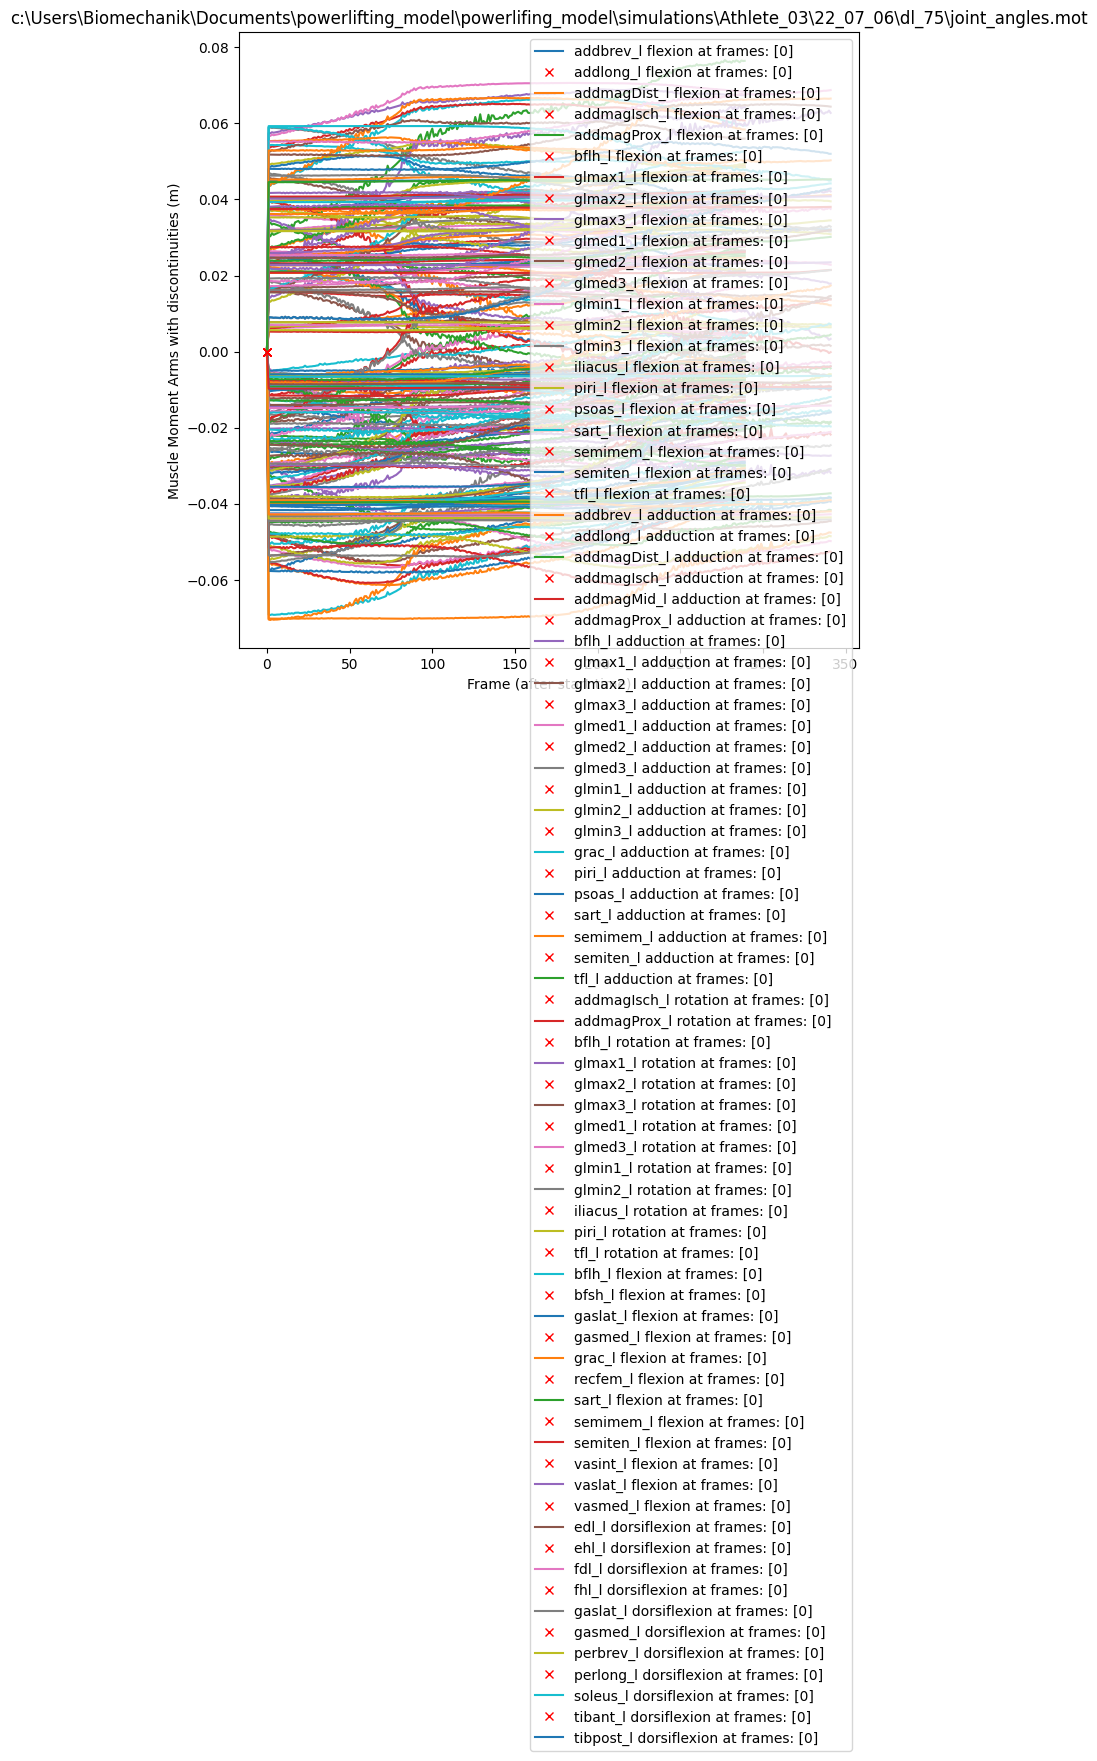 c:\Users\Biomechanik\Documents\powerlifting_model\powerlifing_model\simulations\Athlete_03\22_07_06\dl_75\joint_angles.mot
Muscle Moment Arms with discontinuities (m)
0.08
0.06
0.04
0.02
0.00
−0.02
−0.04
−0.06
0
50
100
150
350
Frame (after
addbrev_l flexion at frames: [0]
addlong_l flexion at frames: [0]
addmagDist_l flexion at frames: [0]
addmagIsch_l flexion at frames: [0]
addmagProx_l flexion at frames: [0]
bflh_l flexion at frames: [0]
glmax1_l flexion at frames: [0]
glmax2_l flexion at frames: [0]
glmax3_l flexion at frames: [0]
glmed1_l flexion at frames: [0]
glmed2_l flexion at frames: [0]
glmed3_l flexion at frames: [0]
glmin1_l flexion at frames: [0]
glmin2_l flexion at frames: [0]
glmin3_l flexion at frames: [0]
iliacus_l flexion at frames: [0]
piri_l flexion at frames: [0]
psoas_l flexion at frames: [0]
sart_l flexion at frames: [0]
semimem_l flexion at frames: [0]
semiten_l flexion at frames: [0]
tfl_l flexion at frames: [0]
addbrev_l adduction at frames: [0]
addlong_l adduction at frames: [0]
addmagDist_l adduction at frames: [0]
addmagIsch_l adduction at frames: [0]
addmagMid_l adduction at frames: [0]
addmagProx_l adduction at frames: [0]
bflh_l adduction at frames: [0]
glmax1_l adduction at frames: [0]
glmax2_l adduction at frames: [0]
glmax3_l adduction at frames: [0]
glmed1_l adduction at frames: [0]
glmed2_l adduction at frames: [0]
glmed3_l adduction at frames: [0]
glmin1_l adduction at frames: [0]
glmin2_l adduction at frames: [0]
glmin3_l adduction at frames: [0]
grac_l adduction at frames: [0]
piri_l adduction at frames: [0]
psoas_l adduction at frames: [0]
sart_l adduction at frames: [0]
semimem_l adduction at frames: [0]
semiten_l adduction at frames: [0]
tfl_l adduction at frames: [0]
addmagIsch_l rotation at frames: [0]
addmagProx_l rotation at frames: [0]
bflh_l rotation at frames: [0]
glmax1_l rotation at frames: [0]
glmax2_l rotation at frames: [0]
glmax3_l rotation at frames: [0]
glmed1_l rotation at frames: [0]
glmed3_l rotation at frames: [0]
glmin1_l rotation at frames: [0]
glmin2_l rotation at frames: [0]
iliacus_l rotation at frames: [0]
piri_l rotation at frames: [0]
tfl_l rotation at frames: [0]
bflh_l flexion at frames: [0]
bfsh_l flexion at frames: [0]
gaslat_l flexion at frames: [0]
gasmed_l flexion at frames: [0]
grac_l flexion at frames: [0]
recfem_l flexion at frames: [0]
sart_l flexion at frames: [0]
semimem_l flexion at frames: [0]
semiten_l flexion at frames: [0]
vasint_l flexion at frames: [0]
vaslat_l flexion at frames: [0]
vasmed_l flexion at frames: [0]
edl_l dorsiflexion at frames: [0]
ehl_l dorsiflexion at frames: [0]
fdl_l dorsiflexion at frames: [0]
fhl_l dorsiflexion at frames: [0]
gaslat_l dorsiflexion at frames: [0]
gasmed_l dorsiflexion at frames: [0]
perbrev_l dorsiflexion at frames: [0]
perlong_l dorsiflexion at frames: [0]
soleus_l dorsiflexion at frames: [0]
tibant_l dorsiflexion at frames: [0]
tibpost_l dorsiflexion at frames: [0]